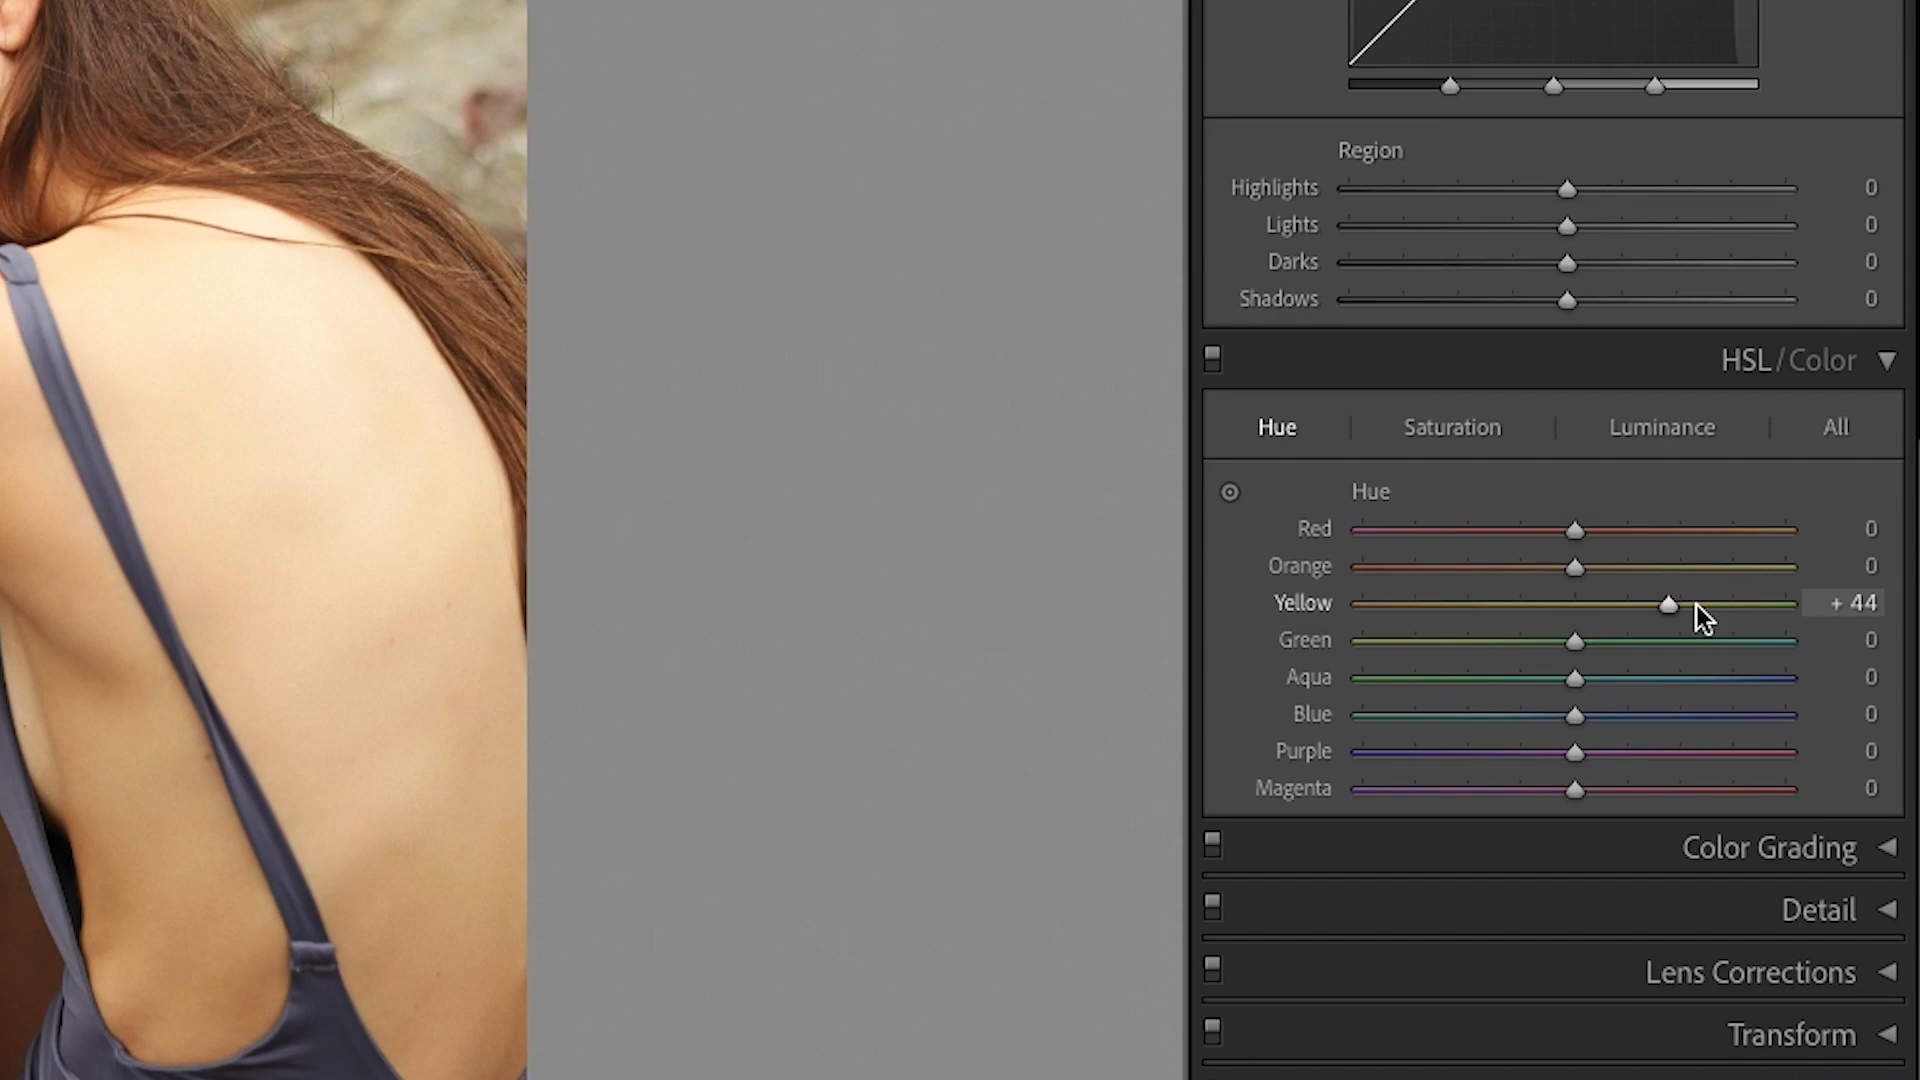 Region
Highlights 0
Lights 0
Darks 0
Shadows 0
HSL / Color
Hue Saturation Luminance All
Hue
Red 0
Orange 0
Yellow + 44
Green 0
Aqua 0
Blue 0
Purple 0
Magenta 0
Color Grading
Detail
Lens Corrections
Transform